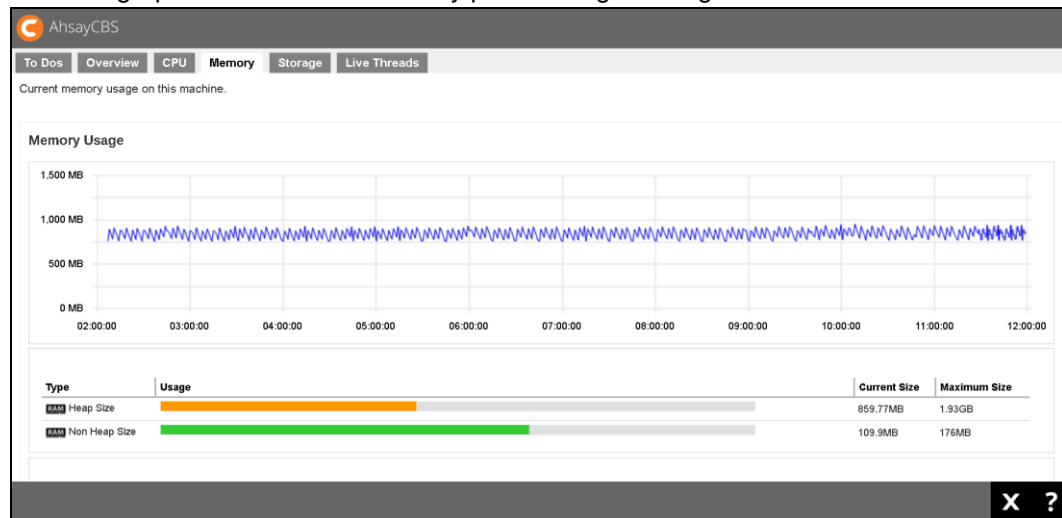 AhsayCBS
To Dos Overview CPU Memory Storage Live Threads
Current memory usage on this machine.
Memory Usage
1,500 MB
1,000 MB
500 MB
0 MB
02:00:00 03:00:00 04:00:00 05:00:00 06:00:00 07:00:00 08:00:00 09:00:00 10:00:00 11:00:00 12:00:00
Type Usage Current Size Maximum Size
RAM Heap Size 859.77MB 1.93GB
RAM Non Heap Size 109.9MB 176MB
X ?